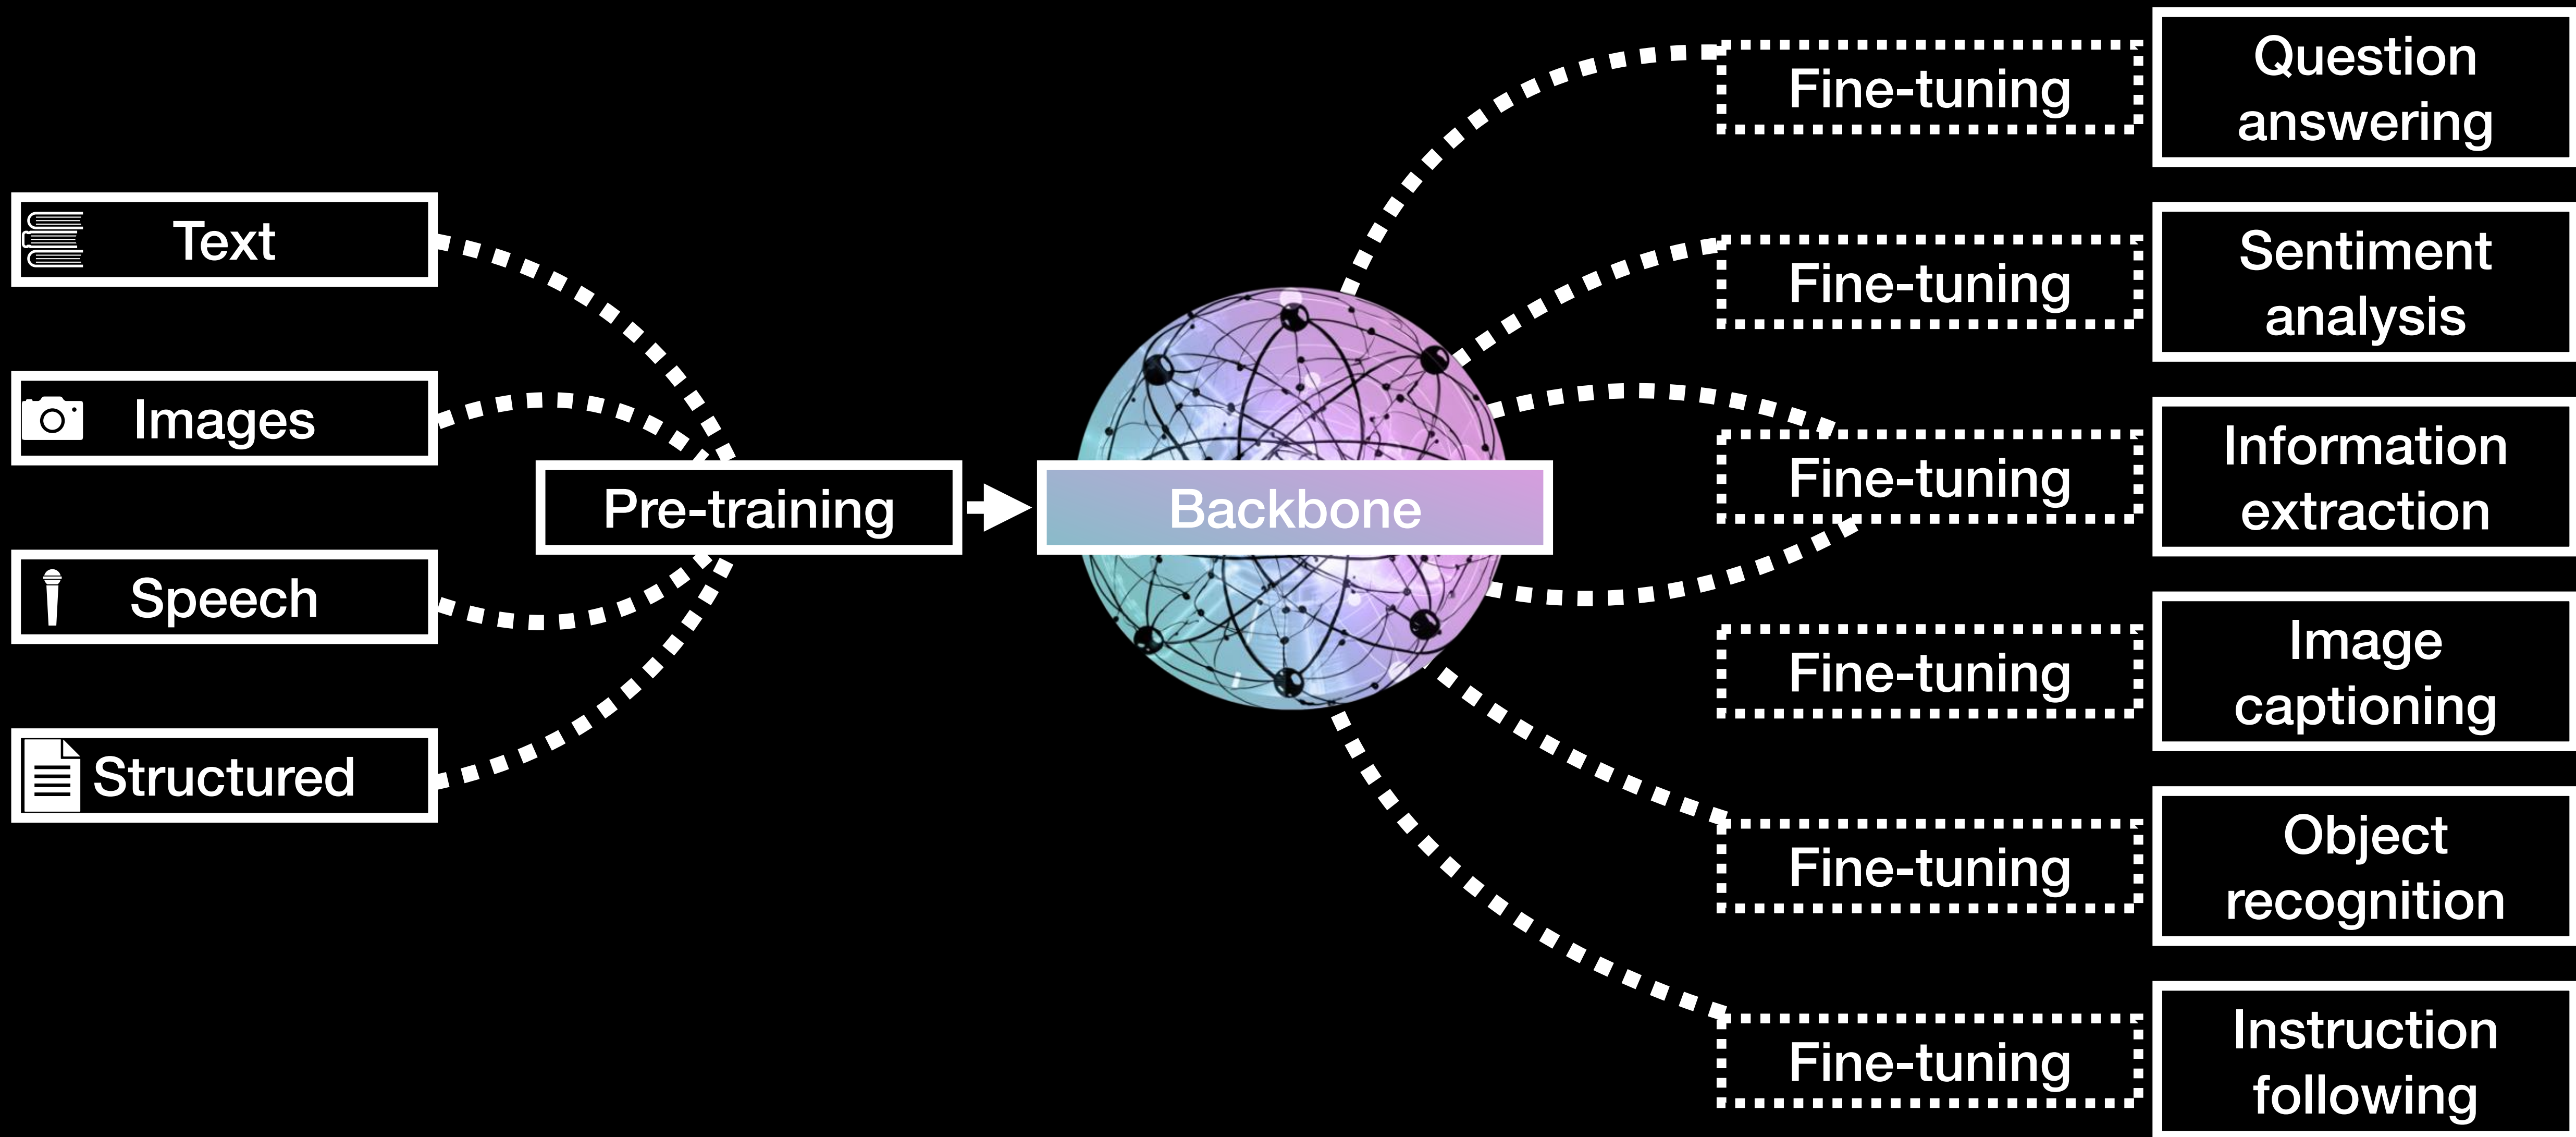 Text
Images
Speech
Structured
Pre-training
Backbone
Fine-tuning
Question
answering
Fine-tuning
Sentiment
analysis
Fine-tuning
Information
extraction
Fine-tuning
Image
captioning
Fine-tuning
Object
recognition
Fine-tuning
Instruction
following